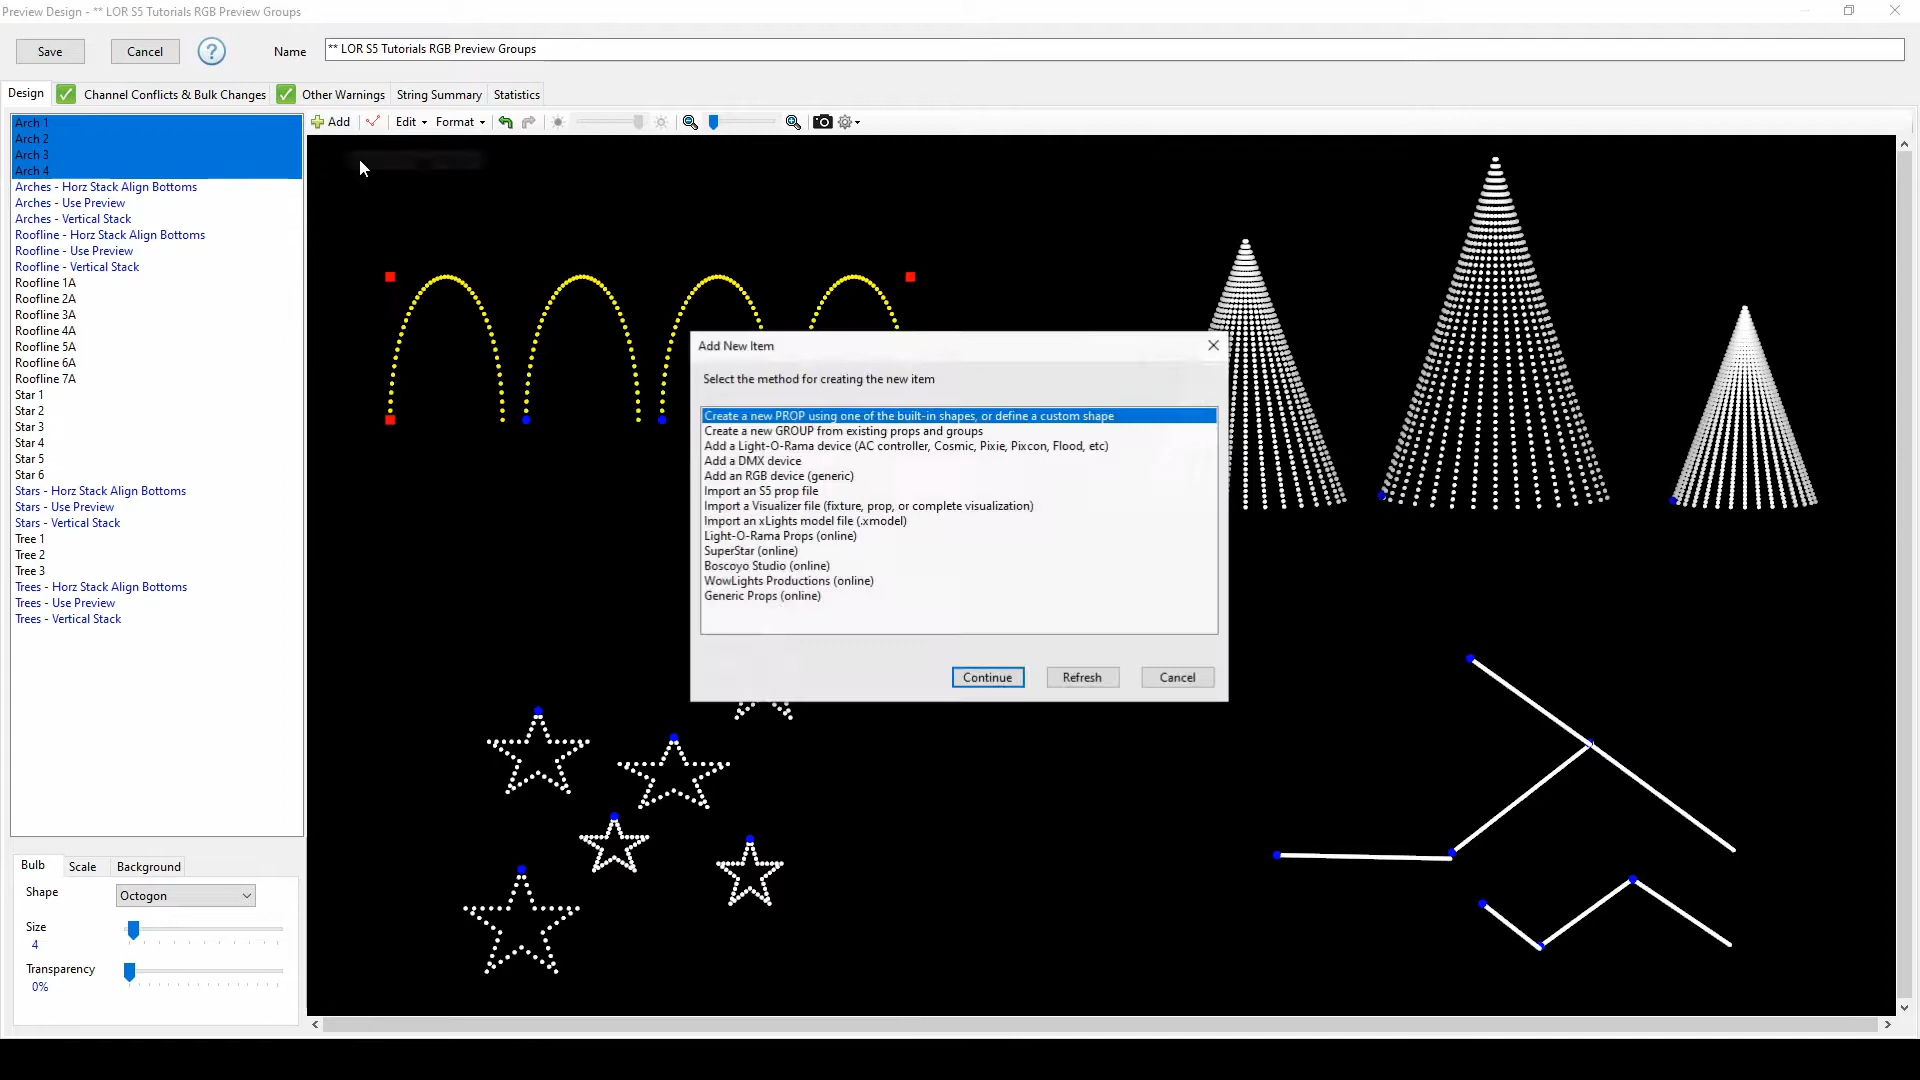 Preview Design - ** LOR S5 Tutorials RGB Preview Groups
Save
Cancel
?
Name
** LOR S5 Tutorials RGB Preview Groups
Design
Channel Conflicts & Bulk Changes
Other Warnings
String Summary
Statistics
Add
Edit
Format
Arch 1
Arch 2
Arch 3
Arch 4
Arches - Horz Stack Align Bottoms
Arches - Use Preview
Arches - Vertical Stack
Roofline - Horz Stack Align Bottoms
Roofline - Use Preview
Roofline - Vertical Stack
Roofline 1A
Roofline 2A
Roofline 3A
Roofline 4A
Roofline 5A
Roofline 6A
Roofline 7A
Star 1
Star 2
Star 3
Star 4
Star 5
Star 6
Stars - Horz Stack Align Bottoms
Stars - Use Preview
Stars - Vertical Stack
Tree 1
Tree 2
Tree 3
Trees - Horz Stack Align Bottoms
Trees - Use Preview
Trees - Vertical Stack
Add New Item
Select the method for creating the new item
Create a new PROP using one of the built-in shapes, or define a custom shape
Create a new GROUP from existing props and groups
Add a Light-O-Rama device (AC controller, Cosmic, Pixie, Pixcon, Flood, etc)
Add a DMX device
Add an RGB device (generic)
Import an S5 prop file
Import a Visualizer file (fixture, prop, or complete visualization)
Import an xLights model file (.xmodel)
Light-O-Rama Props (online)
SuperStar (online)
Boscoyo Studio (online)
WowLights Productions (online)
Generic Props (online)
Continue
Refresh
Cancel
Bulb
Scale
Background
Shape
Octogon
Size
4
Transparency
0%